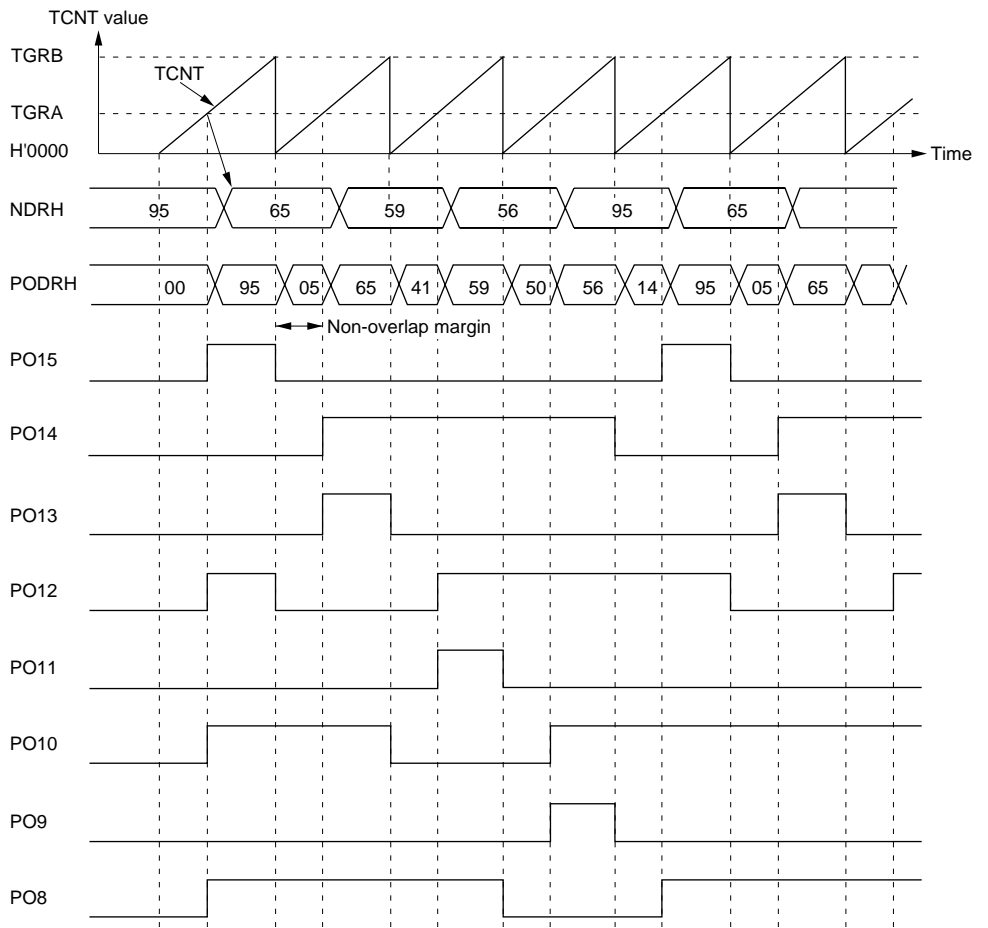 TCNT value
TGRB
TCNT
TGRA
H'0000
Time
NDRH 95 65 59 56 95 65
PODRH 00 95 05 65 41 59 50 56 14 95 05 65
Non-overlap margin
PO15
PO14
PO13
PO12
PO11
PO10
PO9
PO8